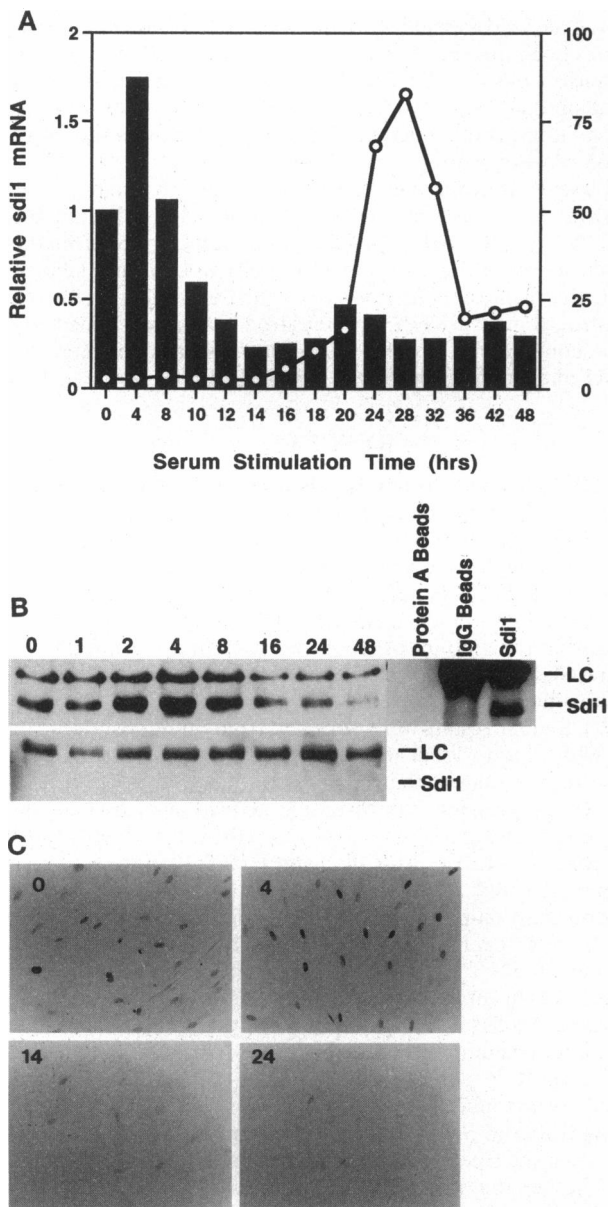 A
2
1.5
1
0.5
0
Relative sdi1 mRNA
100
75
50
25
0
0 4 8 10 12 14 16 18 20 24 28 32 36 42 48
Serum Stimulation Time (hrs)
B
0 1 2 4 8 16 24 48
Protein A Beads
IgG Beads
Sdi1
LC
Sdi1
LC
Sdi1
C
0
4
14
24